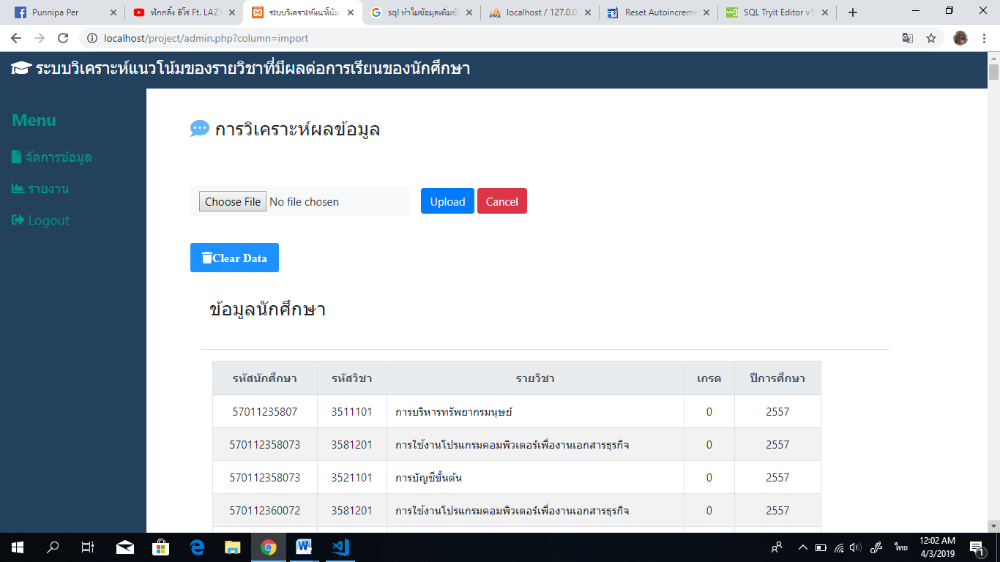 Punnipa Per
ฟักกลิ้ง ฮีโร่ Ft. LAZY
ระบบวิเคราะห์แนวโน้ม
localhost / 127.0.0
Reset Autoincreme
SQL Tryit Editor v1
localhost/project/admin.php?column=import
ระบบวิเคราะห์แนวโน้มของรายวิชาที่มีผลต่อการเรียนของนักศึกษา
Menu
จัดการข้อมูล
รายงาน
Logout
การวิเคราะห์ผลข้อมูล
Choose File No file chosen Upload Cancel
Clear Data
ข้อมูลนักศึกษา
รหัสนักศึกษา รหัสวิชา รายวิชา เกรด ปีการศึกษา
57011235807 3511101 การบริหารทรัพยากรมนุษย์ 0 2557
570112358073 3581201 การใช้งานโปรแกรมคอมพิวเตอร์เพื่องานเอกสารธุรกิจ 0 2557
570112358073 3521101 การบัญชีขั้นต้น 0 2557
570112360072 3581201 การใช้งานโปรแกรมคอมพิวเตอร์เพื่องานเอกสารธุรกิจ 0 2557
ไทย
12:02 AM
4/3/2019
1